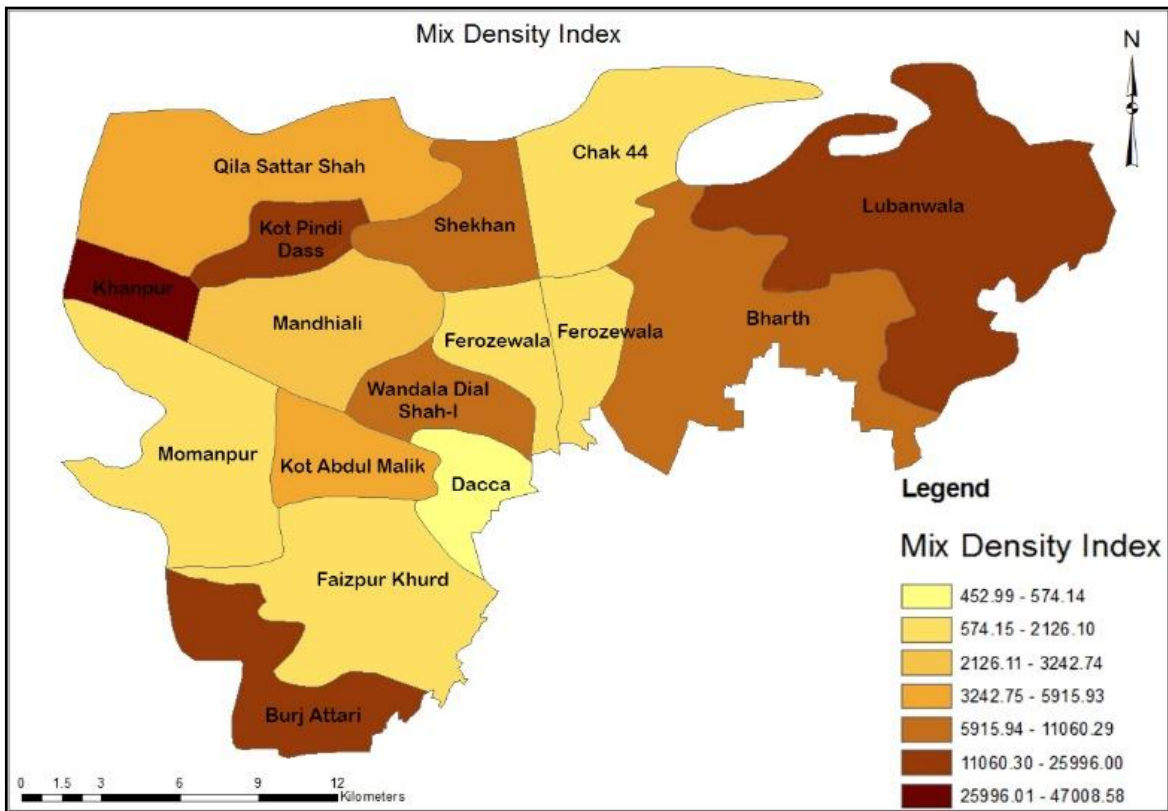 Mix Density Index
N
Chak 44
Qila Sattar Shah
Lubanwala
Kot Pindi
Dass
Shekhan
Khanpur
Mandhiali
Ferozewala
Ferozewala
Bharth
Wandala Dial
Shah-I
Momanpur
Kot Abdul Malik
Dacca
Faizpur Khurd
Burj Attari
Legend
Mix Density Index
452.99 - 574.14
574.15 - 2126.10
2126.11 - 3242.74
3242.75 - 5915.93
5915.94 - 11060.29
11060.30 - 25996.00
25996.01 - 47008.58
0 1.5 3 6 9 12
Kilometers